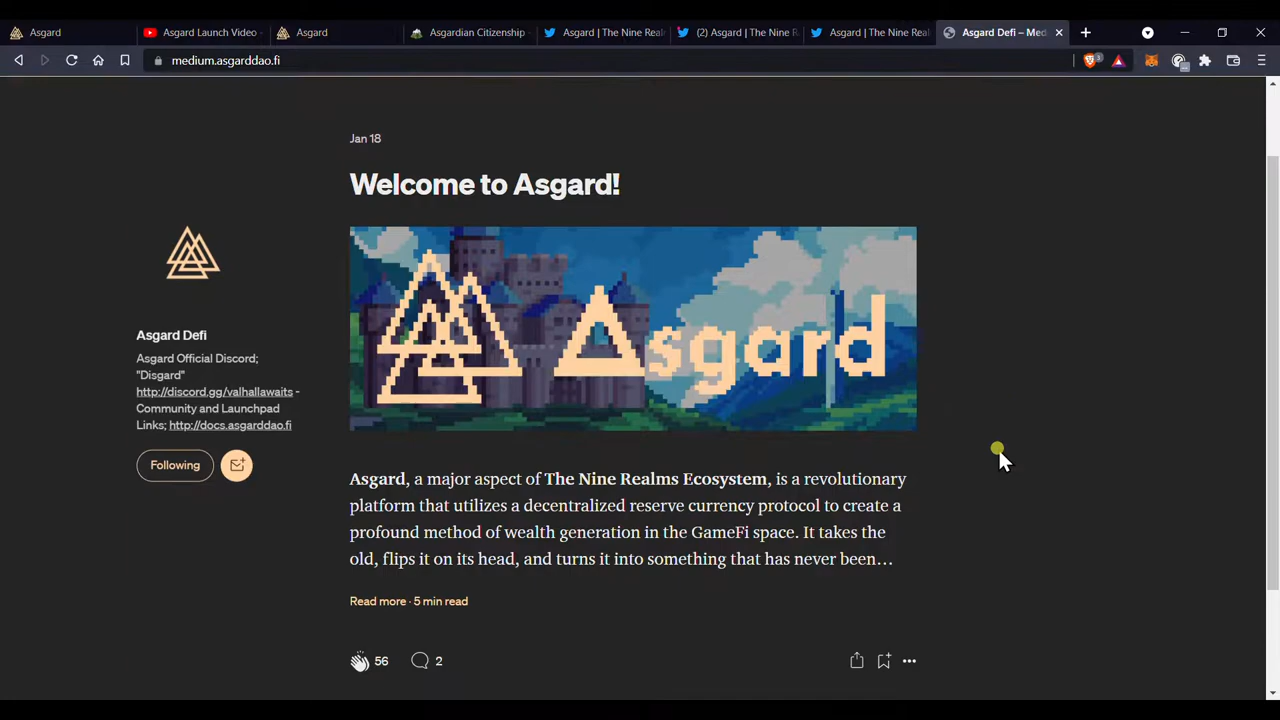 Asgard
Asgard Launch Video -
Asgard
Asgardian Citizenship -
Asgard | The Nine Real
(2) Asgard | The Nine R
Asgard | The Nine Real
Asgard Defi – Med
medium.asgarddao.fi
3
Jan 18
Welcome to Asgard!
Asgard
Asgard Defi
Asgard Official Discord;
"Disgard"
http://discord.gg/valhallawaits -
Community and Launchpad
Links; http://docs.asgarddao.fi
Following
Asgard, a major aspect of The Nine Realms Ecosystem, is a revolutionary
platform that utilizes a decentralized reserve currency protocol to create a
profound method of wealth generation in the GameFi space. It takes the
old, flips it on its head, and turns it into something that has never been…
Read more · 5 min read
56
2